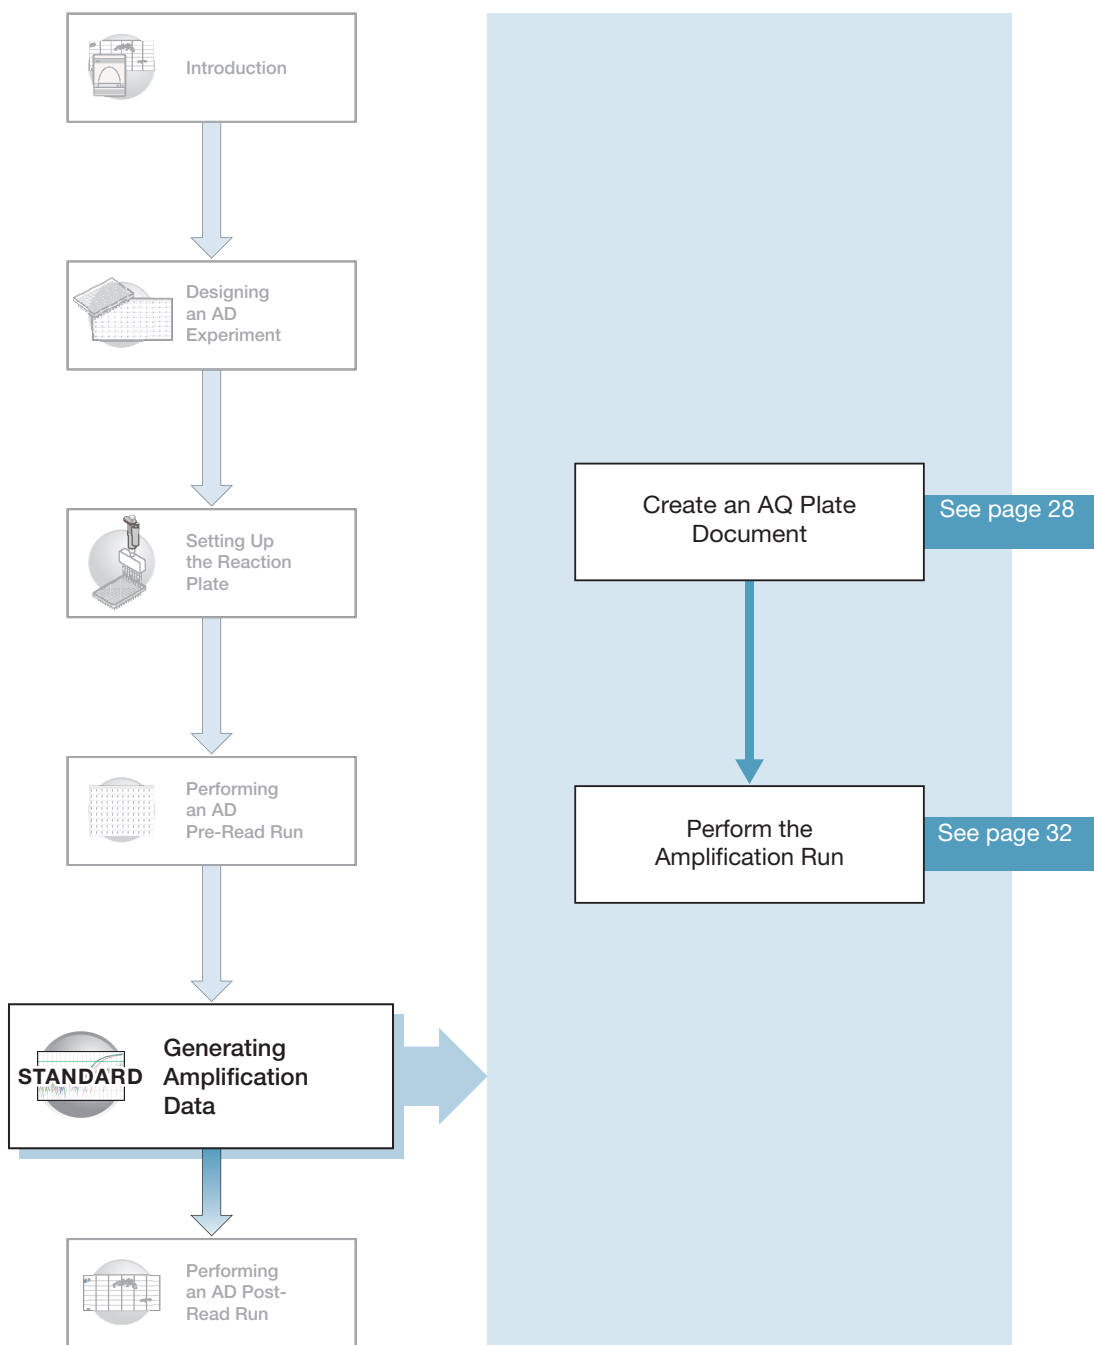 Introduction
Designing
an AD
Experiment
Setting Up
the Reaction
Plate
Performing
an AD
Pre-Read Run
STANDARD
Generating
Amplification
Data
Performing
an AD Post-
Read Run
Create an AQ Plate
Document
See page 28
Perform the
Amplification Run
See page 32